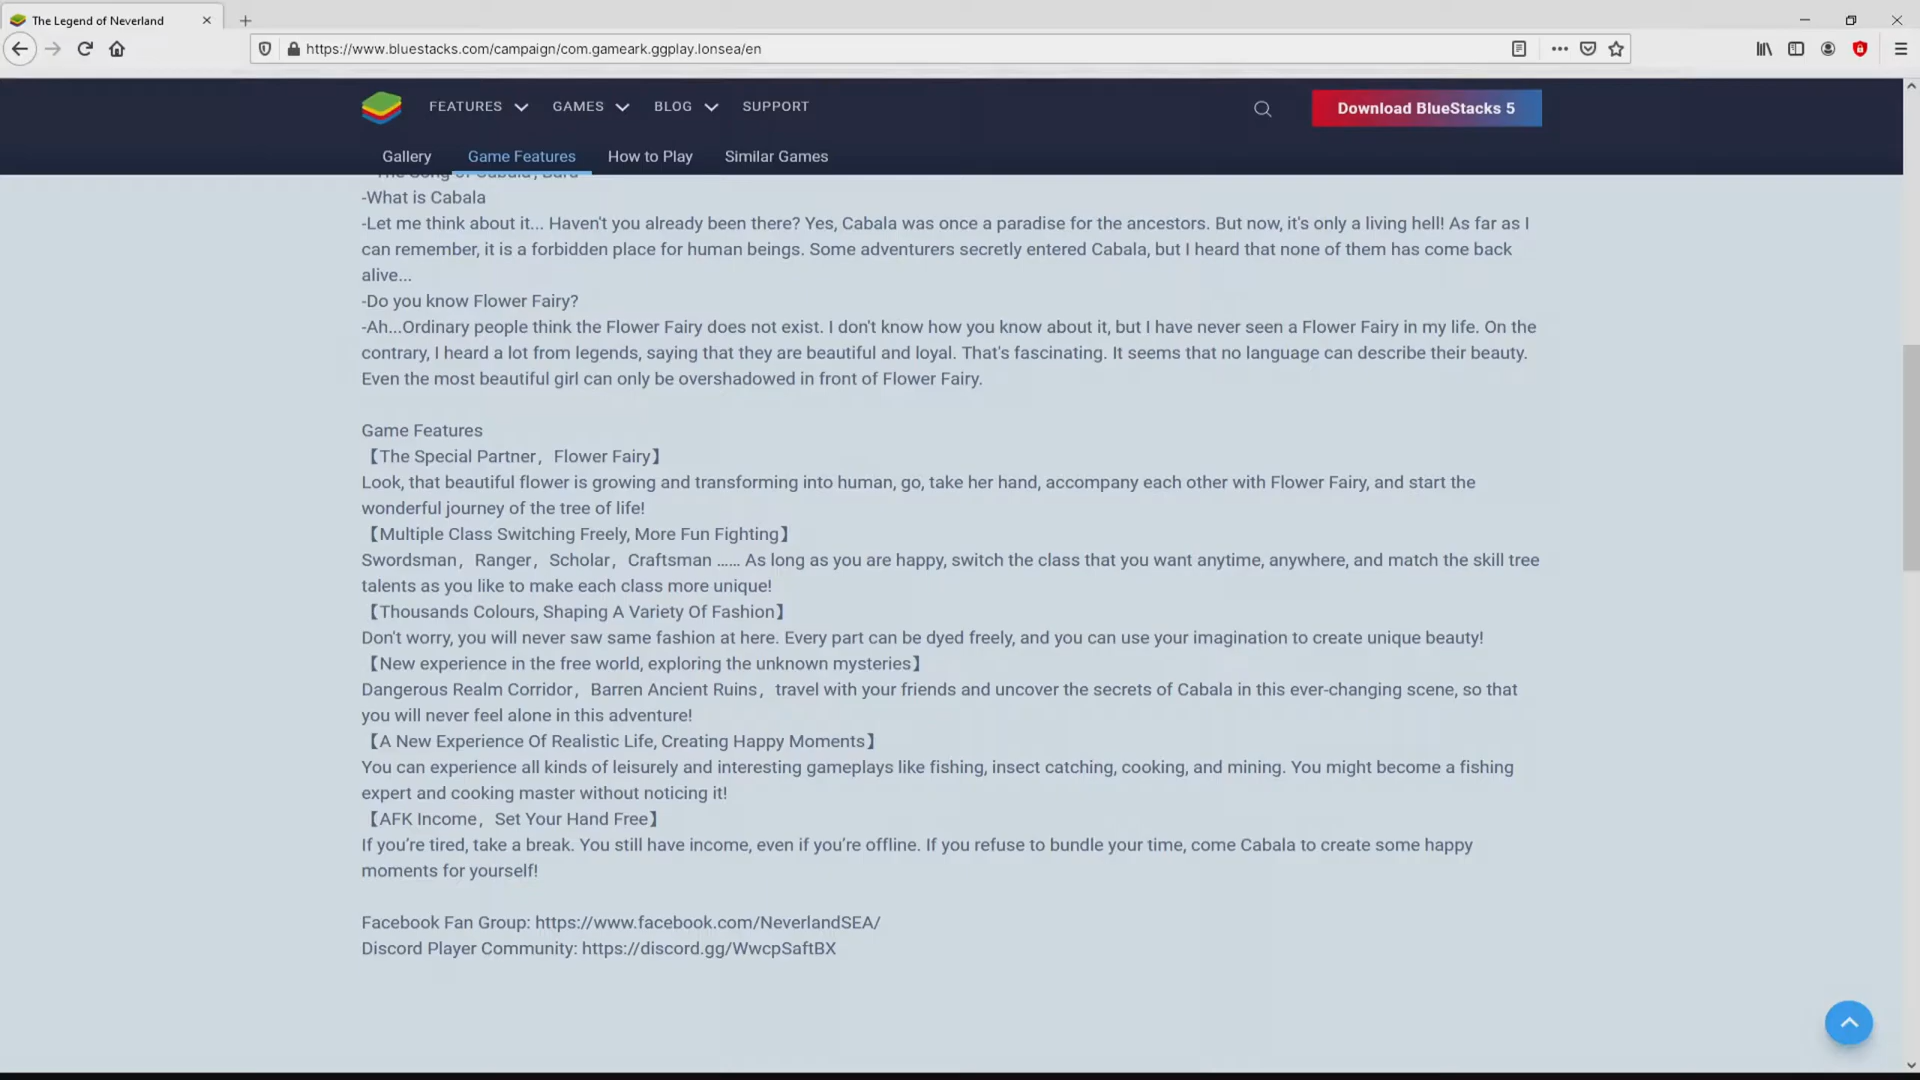 The Legend of Neverland
https://www.bluestacks.com/campaign/com.gameark.ggplay.lonsea/en
FEATURES GAMES BLOG SUPPORT
Download BlueStacks 5
Gallery Game Features How to Play Similar Games
-What is Cabala
-Let me think about it... Haven't you already been there? Yes, Cabala was once a paradise for the ancestors. But now, it's only a living hell! As far as I
can remember, it is a forbidden place for human beings. Some adventurers secretly entered Cabala, but I heard that none of them has come back
alive...
-Do you know Flower Fairy?
-Ah...Ordinary people think the Flower Fairy does not exist. I don't know how you know about it, but I have never seen a Flower Fairy in my life. On the
contrary, I heard a lot from legends, saying that they are beautiful and loyal. That's fascinating. It seems that no language can describe their beauty.
Even the most beautiful girl can only be overshadowed in front of Flower Fairy.
Game Features
【The Special Partner，Flower Fairy】
Look, that beautiful flower is growing and transforming into human, go, take her hand, accompany each other with Flower Fairy, and start the
wonderful journey of the tree of life!
【Multiple Class Switching Freely, More Fun Fighting】
Swordsman，Ranger，Scholar，Craftsman …… As long as you are happy, switch the class that you want anytime, anywhere, and match the skill tree
talents as you like to make each class more unique!
【Thousands Colours, Shaping A Variety Of Fashion】
Don't worry, you will never saw same fashion at here. Every part can be dyed freely, and you can use your imagination to create unique beauty!
【New experience in the free world, exploring the unknown mysteries】
Dangerous Realm Corridor，Barren Ancient Ruins，travel with your friends and uncover the secrets of Cabala in this ever-changing scene, so that
you will never feel alone in this adventure!
【A New Experience Of Realistic Life, Creating Happy Moments】
You can experience all kinds of leisurely and interesting gameplays like fishing, insect catching, cooking, and mining. You might become a fishing
expert and cooking master without noticing it!
【AFK Income，Set Your Hand Free】
If you’re tired, take a break. You still have income, even if you’re offline. If you refuse to bundle your time, come Cabala to create some happy
moments for yourself!
Facebook Fan Group: https://www.facebook.com/NeverlandSEA/
Discord Player Community: https://discord.gg/WwcpSaftBX